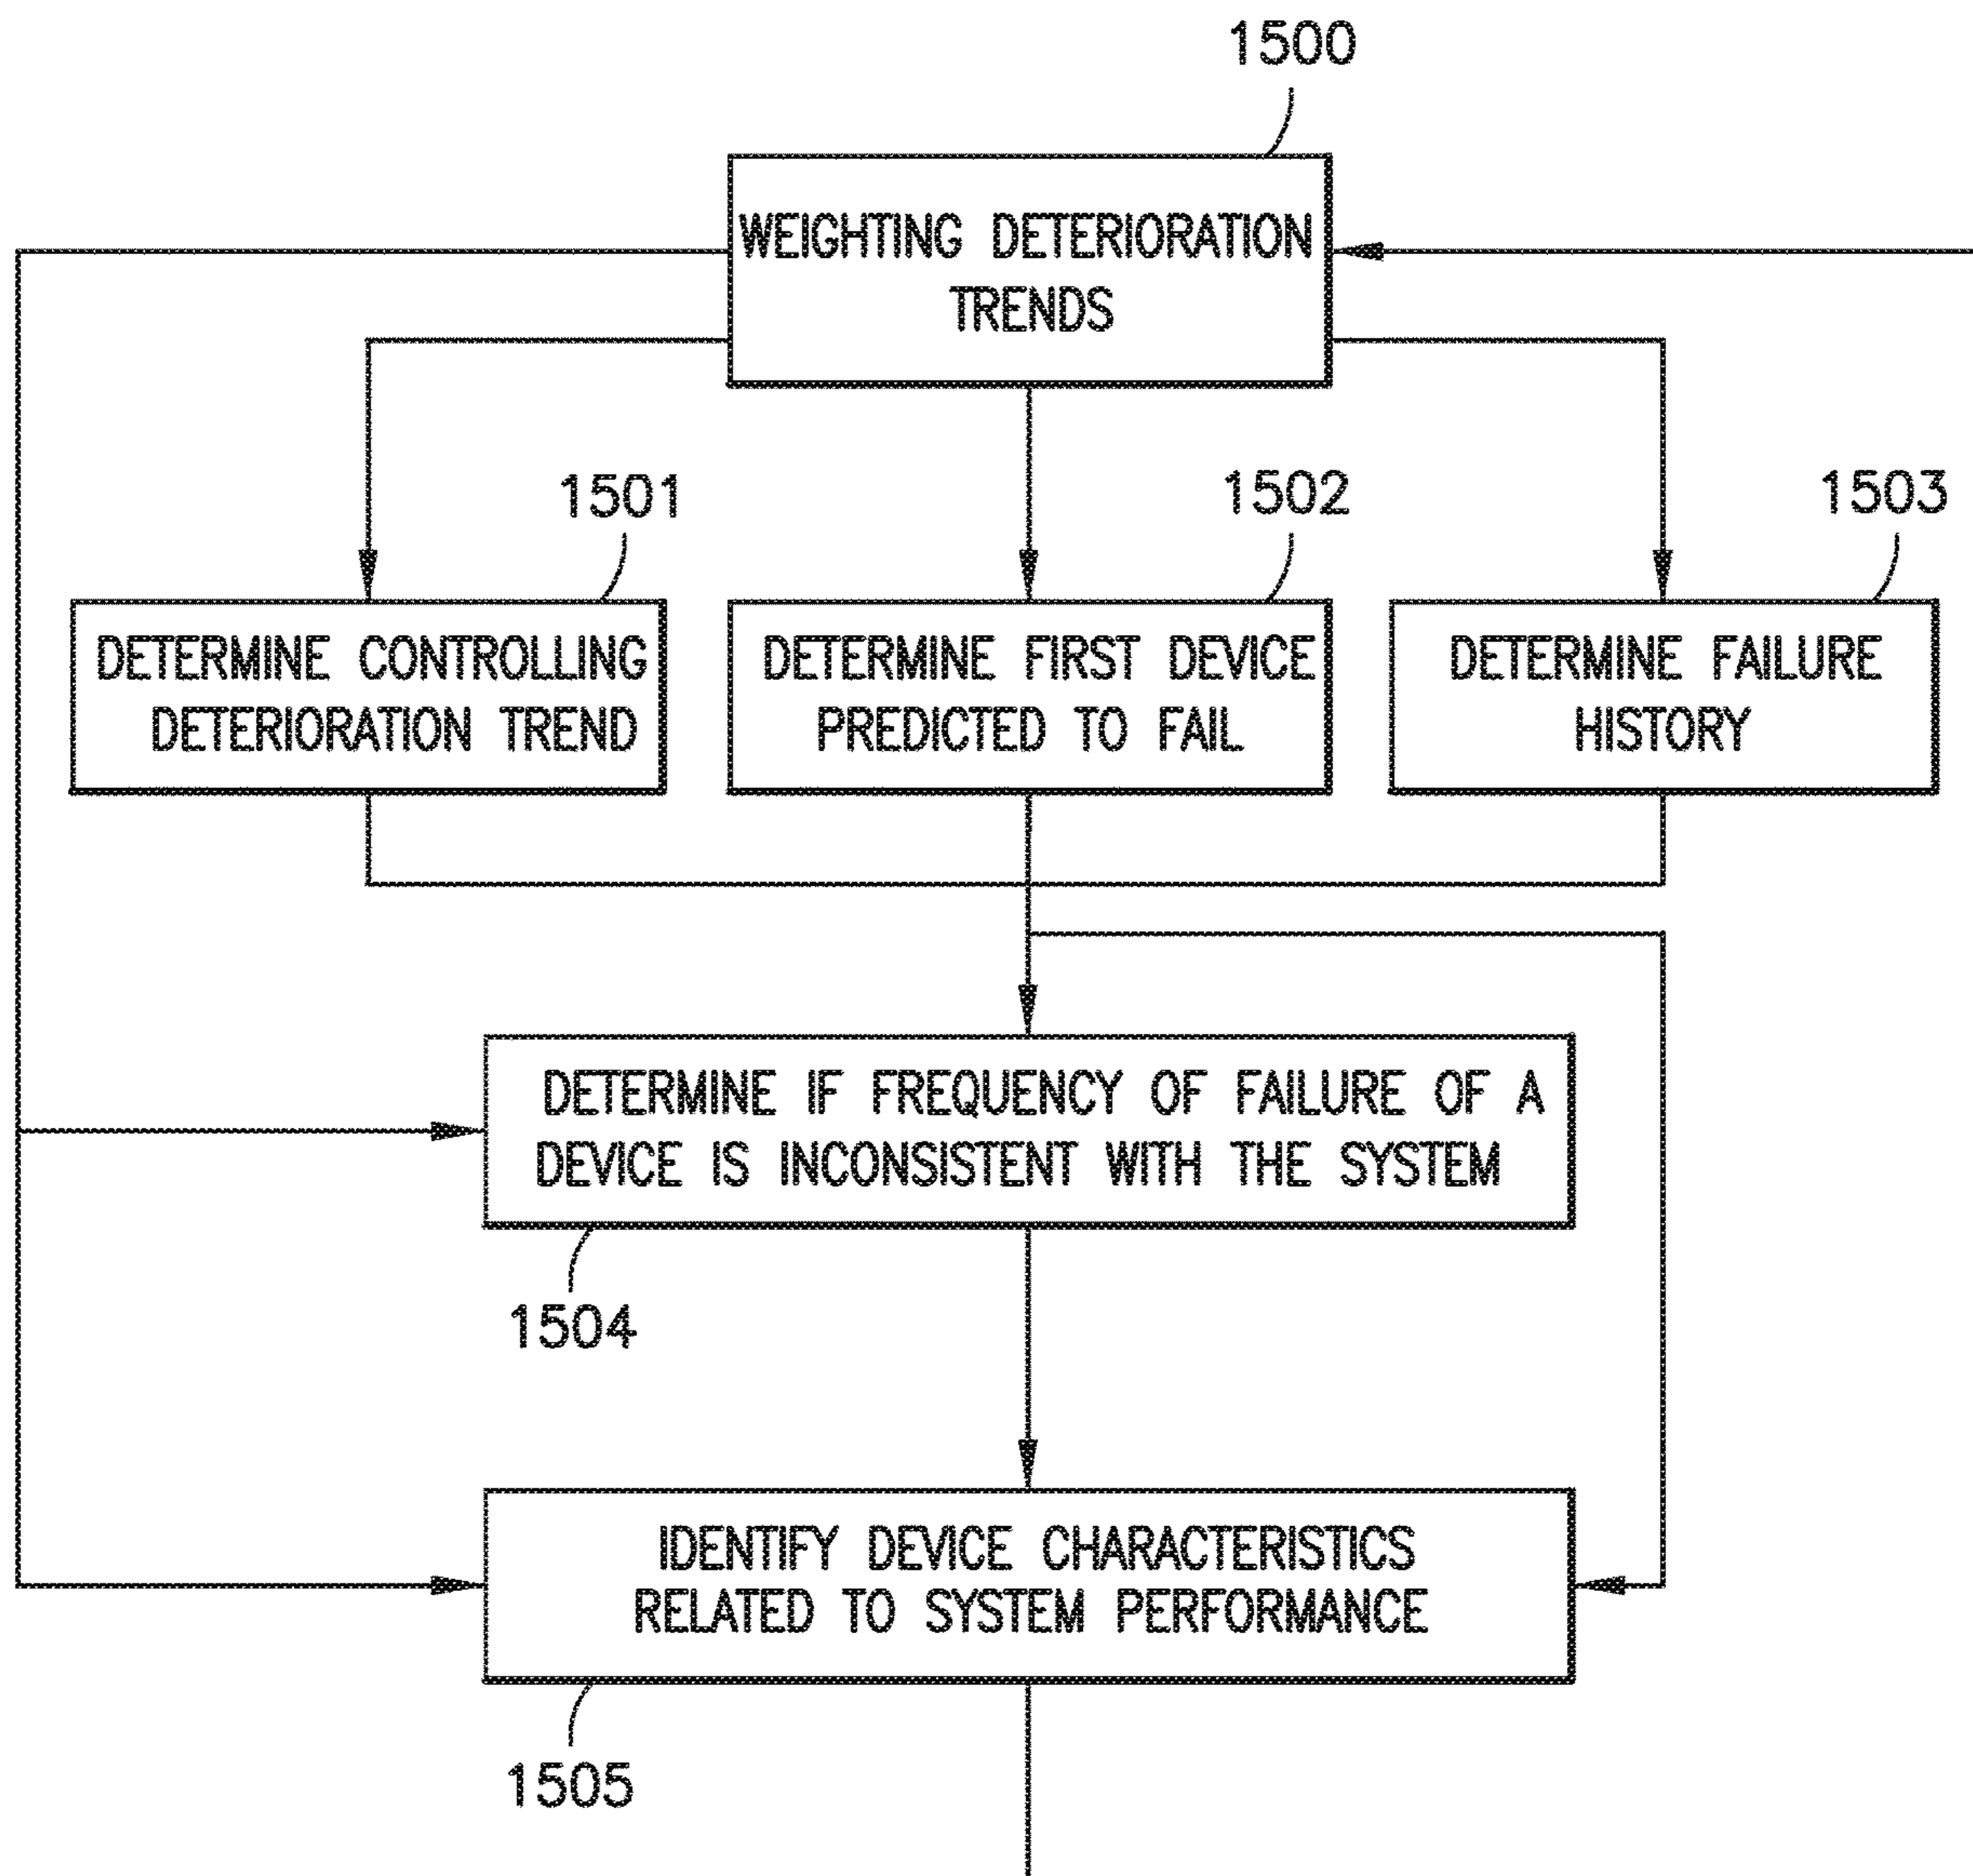 1500
WEIGHTING DETERIORATION
TRENDS
1501
1502
1503
DETERMINE CONTROLLING
DETERIORATION TREND
DETERMINE FIRST DEVICE
PREDICTED TO FAIL
DETERMINE FAILURE
HISTORY
DETERMINE IF FREQUENCY OF FAILURE OF A
DEVICE IS INCONSISTENT WITH THE SYSTEM
1504
IDENTIFY DEVICE CHARACTERISTICS
RELATED TO SYSTEM PERFORMANCE
1505